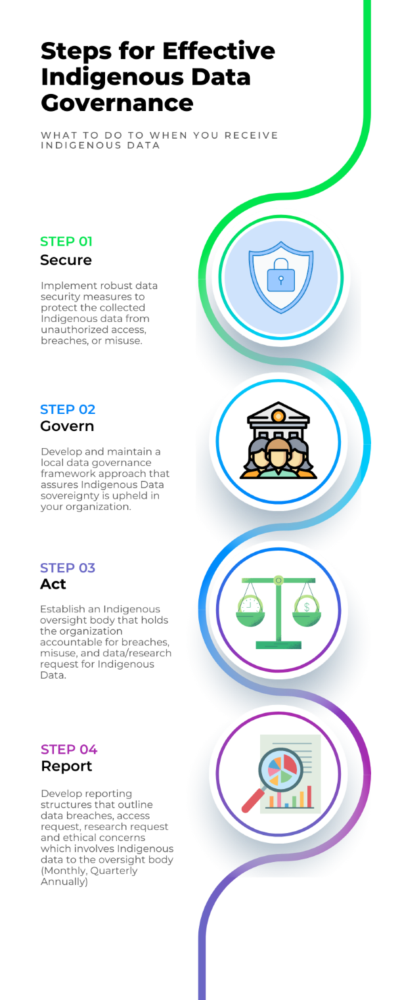 Steps for Effective
Indigenous Data
Governance
WHAT TO DO TO WHEN YOU RECEIVE
INDIGENOUS DATA
STEP 01
Secure
Implement robust data
security measures to
protect the collected
Indigenous data from
unauthorized access,
breaches, or misuse.
STEP 02
Govern
Develop and maintain a
local data governance
framework approach that
assures Indigenous Data
sovereignty is upheld in
your organization.
STEP 03
Act
Establish an Indigenous
oversight body that holds
the organization
accountable for breaches,
misuse, and data/research
request for Indigenous
Data.
$
STEP 04
Report
Develop reporting
structures that outline
data breaches, access
request, research request
and ethical concerns
which involves Indigenous
data to the oversight body
(Monthly, Quarterly
Annually)